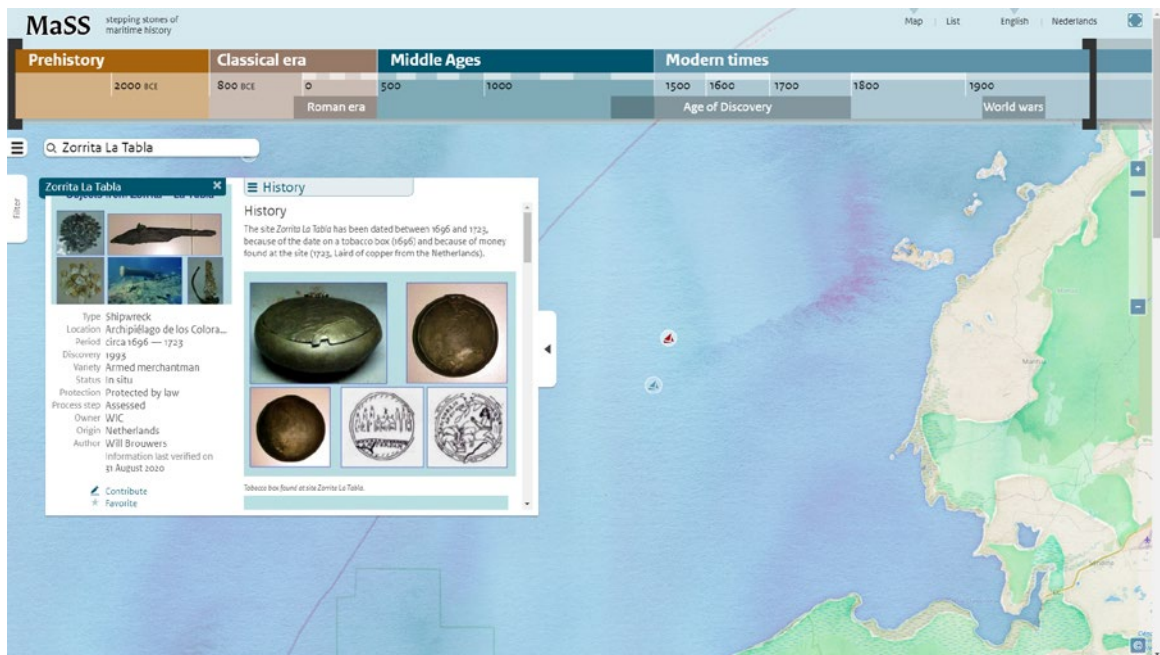 MaSS
stepping stones of
maritime history
Map
List
English
Nederlands
Prehistory
Classical era
Middle Ages
Modern times
2000 BCE
800 BCE
0
500
1000
1500
1600
1700
1800
1900
Roman era
Age of Discovery
World wars
Zorrita La Tabla
Filter
Zorrita La Tabla
History
History
The site Zorrita La Tabla has been dated between 1696 and 1723,
because of the date on a tobacco box (1696) and because of money
found at the site (1723, Laird of copper from the Netherlands).
Type Shipwreck
Location Archipiélago de los Colora...
Period circa 1696 — 1723
Discovery 1993
Variety Armed merchantman
Status In situ
Protection Protected by law
Process step Assessed
Owner WIC
Origin Netherlands
Author Will Brouwers
Information last verified on
31 August 2020
Contribute
Favorite
Tobacco box found at site Zorrita La Tabla.